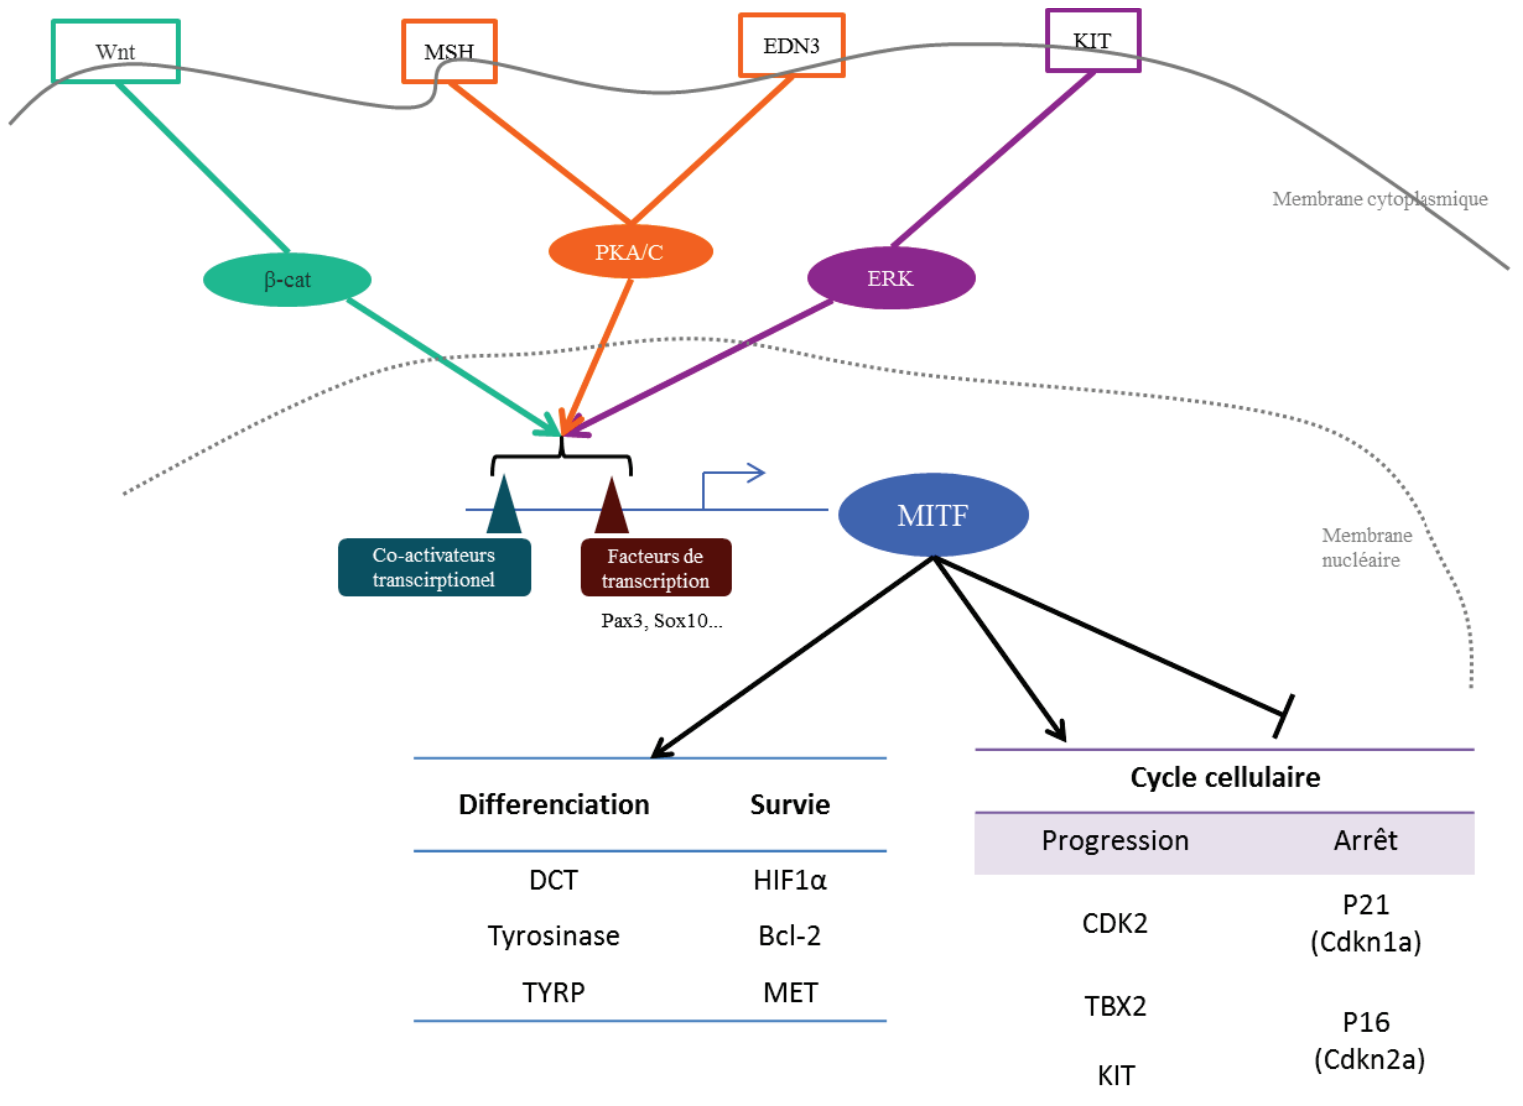 Wnt
MSH
EDN3
KIT
Membrane cytoplasmique
β-cat
PKA/C
ERK
MITF
Co-activateurs
transcirptionel
Facteurs de
transcription
Pax3, Sox10...
Membrane
nucléaire
Differenciation
Survie
DCT
HIF1α
Tyrosinase
Bcl-2
TYRP
MET
Cycle cellulaire
Progression
Arrêt
CDK2
P21
(Cdkn1a)
TBX2
P16
(Cdkn2a)
KIT